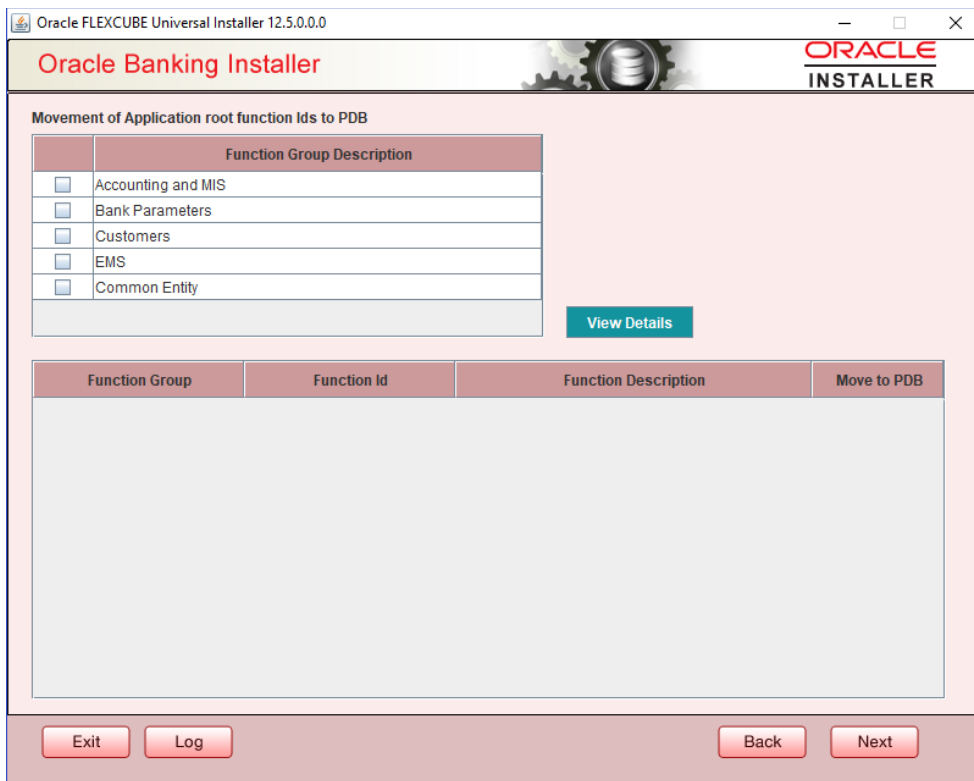 Oracle FLEXCUBE Universal Installer 12.5.0.0.0
Oracle Banking Installer
ORACLE
INSTALLER
Movement of Application root function Ids to PDB
Function Group Description
Accounting and MIS
Bank Parameters
Customers
EMS
Common Entity
View Details
Function Group Function Id Function Description Move to PDB
Exit Log Back Next